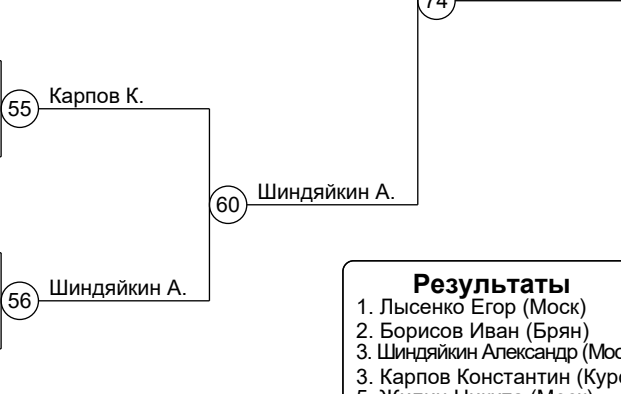 74
Карпов К.
55
Шиндяйкин А.
60
Шиндяйкин А.
56
Результаты
1. Лысенко Егор (Моск)
2. Борисов Иван (Брян)
3. Шиндяйкин Александр (Мос
3. Карпов Константин (Курс